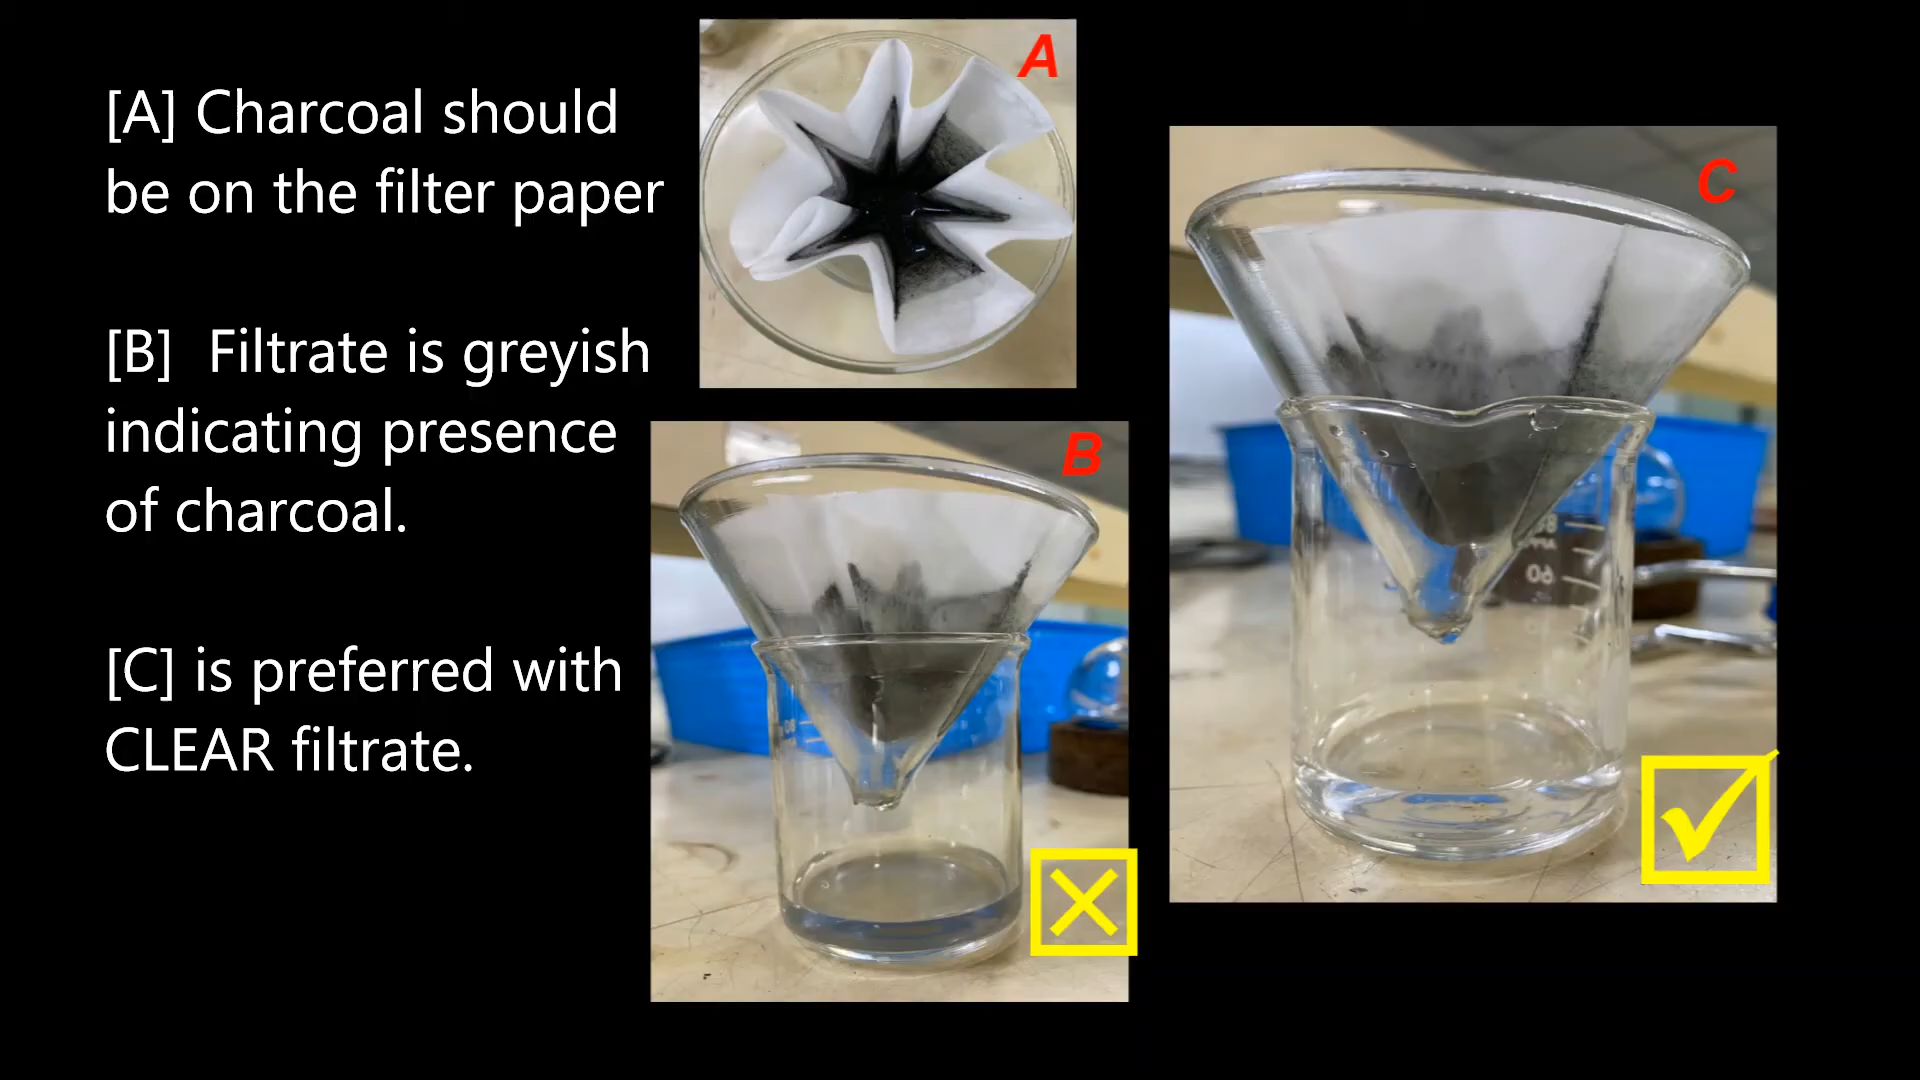 [A] Charcoal should
be on the filter paper
[B]  Filtrate is greyish
indicating presence
of charcoal.
[C] is preferred with
CLEAR filtrate.
A
B
C
60